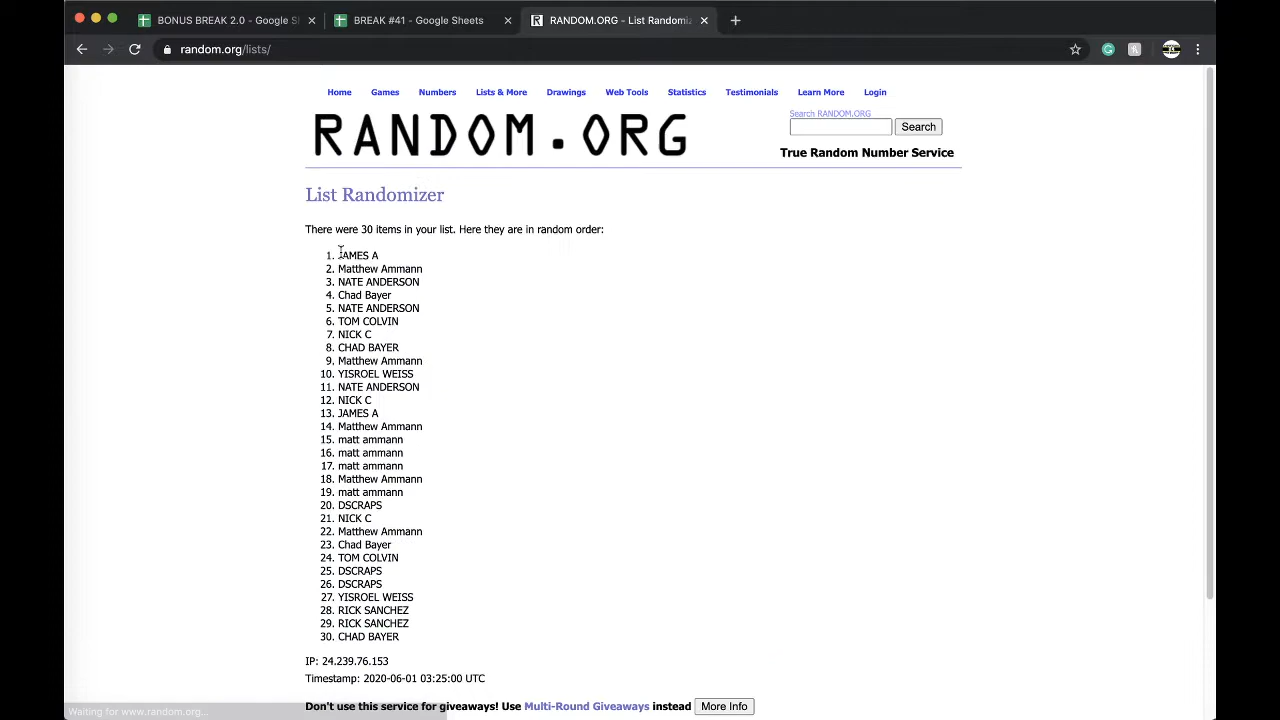 BONUS BREAK 2.0 - Google S
BREAK #41 - Google Sheets
RANDOM.ORG - List Randomiz
random.org/lists/
Home Games Numbers Lists & More Drawings Web Tools Statistics Testimonials Learn More Login
Search RANDOM.ORG
RANDOM.ORG
Search
True Random Number Service
List Randomizer
There were 30 items in your list. Here they are in random order:
1. JAMES A
2. Matthew Ammann
3. NATE ANDERSON
4. Chad Bayer
5. NATE ANDERSON
6. TOM COLVIN
7. NICK C
8. CHAD BAYER
9. Matthew Ammann
10. YISROEL WEISS
11. NATE ANDERSON
12. NICK C
13. JAMES A
14. Matthew Ammann
15. matt ammann
16. matt ammann
17. matt ammann
18. Matthew Ammann
19. matt ammann
20. DSCRAPS
21. NICK C
22. Matthew Ammann
23. Chad Bayer
24. TOM COLVIN
25. DSCRAPS
26. DSCRAPS
27. YISROEL WEISS
28. RICK SANCHEZ
29. RICK SANCHEZ
30. CHAD BAYER
IP: 24.239.76.153
Timestamp: 2020-06-01 03:25:00 UTC
Don't use this service for giveaways! Use Multi-Round Giveaways instead More Info
Waiting for www.random.org...